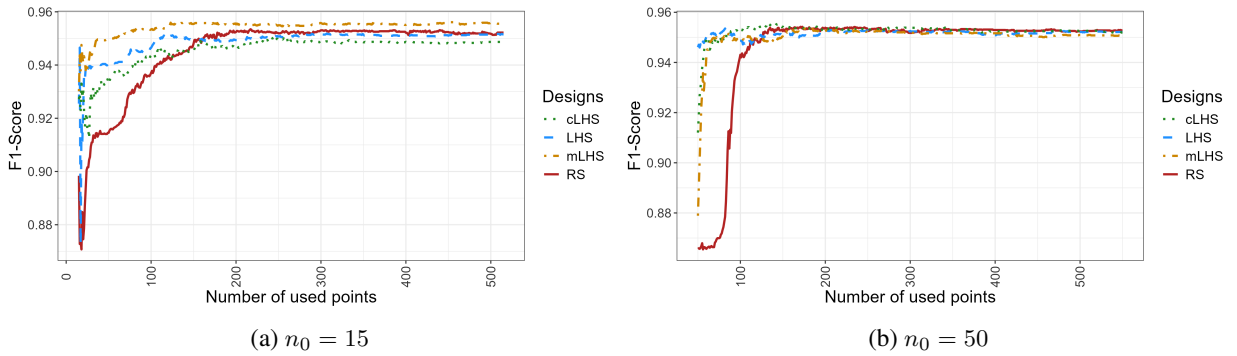 0.96
0.94
0.92
0.90
0.88
F1-Score
0
100
200
300
400
500
Number of used points
Designs
cLHS
LHS
mLHS
RS
(a) n₀ = 15
0.96
0.94
0.92
0.90
0.88
F1-Score
100
200
300
400
500
Number of used points
Designs
cLHS
LHS
mLHS
RS
(b) n₀ = 50